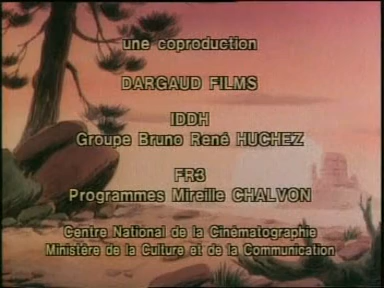 une coproduction
DARGAUD FILMS
IDDH
Groupe Bruno René HUCHEZ
FR3
Programmes Mireille CHALVON
Centre National de la Cinématographie
Ministère de la Culture et de la Communication